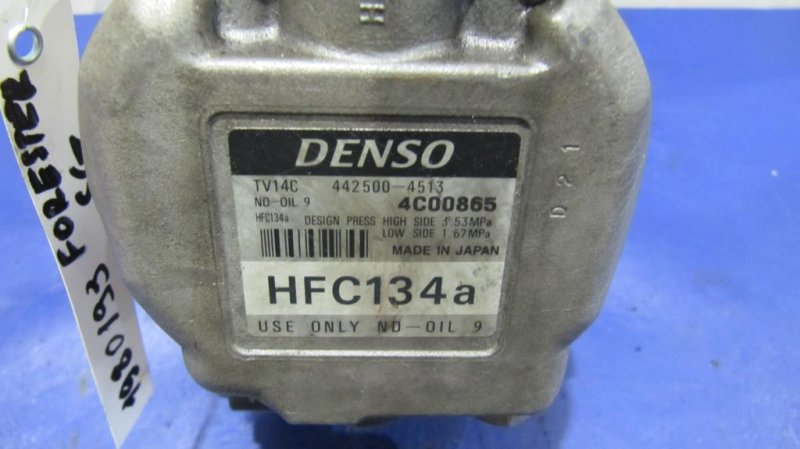 H
DENSO
TV14C 442500-4513
ND-OIL 9 4C00865
HFC134a DESIGN PRESS HIGH SIDE 3.53MPa
LOW SIDE 1.67MPa
MADE IN JAPAN
HFC134a
USE ONLY ND-OIL 9
D21
FORESTER